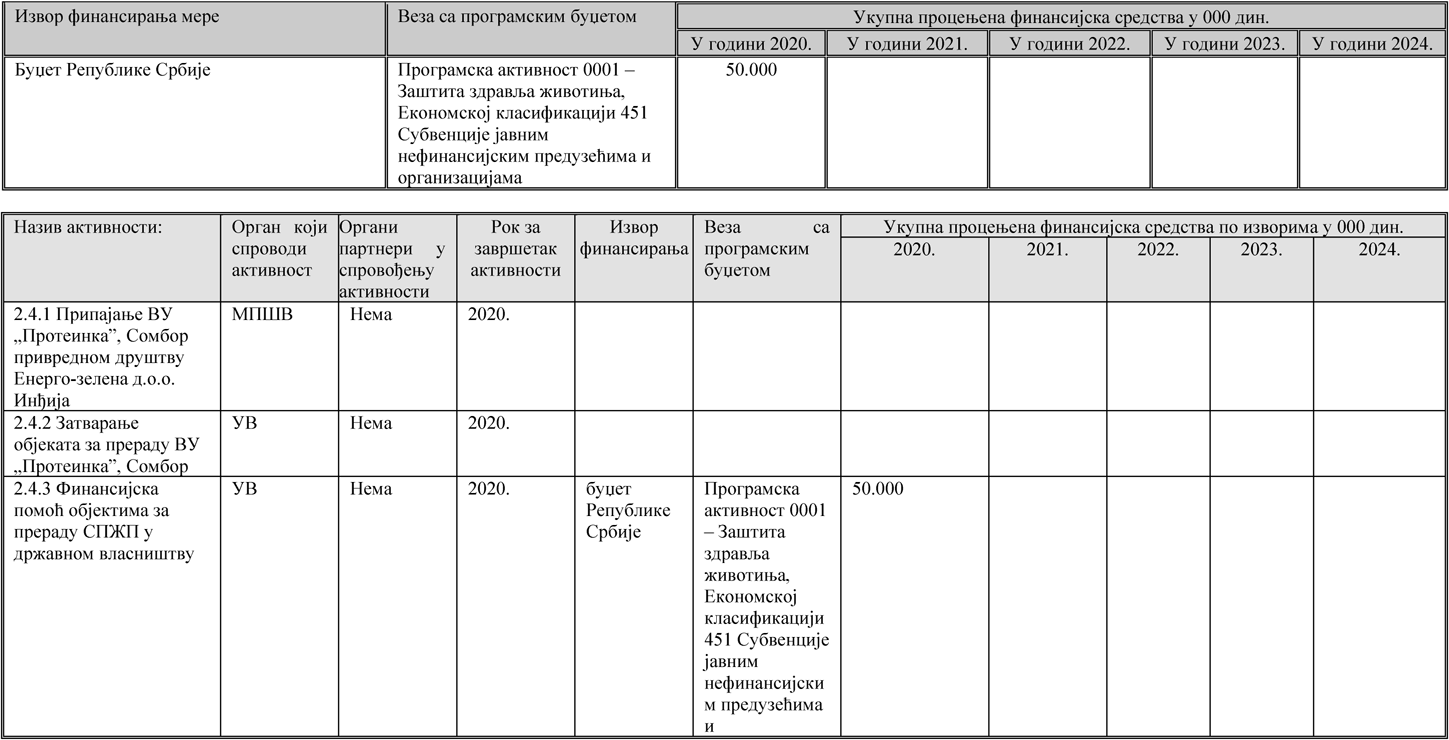 Извор финансирања мере
Веза са програмским буџетом
Укупна процењена финансијска средства у 000 дин.
У години 2020.
У години 2021.
У години 2022.
У години 2023.
У години 2024.
Буџет Републике Србије
Програмска активност 0001 –
Заштита здравља животиња,
Економској класификацији 451
Субвенције јавним
нефинансијским предузећима и
организацијама
50.000
Назив активности:
Орган који
спроводи
активност
Органи
партнери у
спровођењу
активности
Рок за
завршетак
активности
Извор
финансирања
Веза са
програмским
буџетом
Укупна процењена финансијска средства по изворима у 000 дин.
2020.
2021.
2022.
2023.
2024.
2.4.1 Припајање ВУ
„Протеинка”, Сомбор
привредном друштву
Енерго-зелена д.о.о.
Инђија
МПШВ
Нема
2020.
2.4.2 Затварање
објеката за прераду ВУ
„Протеинка”, Сомбор
УВ
Нема
2020.
2.4.3 Финансијска
помоћ објектима за
прераду СПЖП у
државном власништву
УВ
Нема
2020.
буџет
Републике
Србије
Програмска
активност 0001
– Заштита
здравља
животиња,
Економској
класификацији
451 Субвенције
јавним
нефинансијски
м предузећима
и
50.000